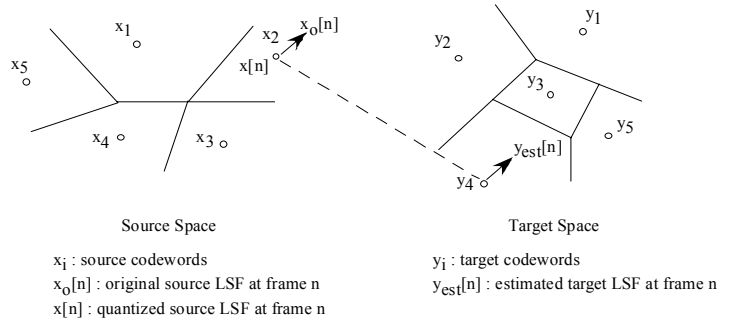 x1
x2
xo[n]
x[n]
x5
x4
x3
y1
y2
y3
y5
yest[n]
y4
Source Space
Target Space
xi : source codewords
xo[n] : original source LSF at frame n
x[n] : quantized source LSF at frame n
yi : target codewords
yest[n] : estimated target LSF at frame n